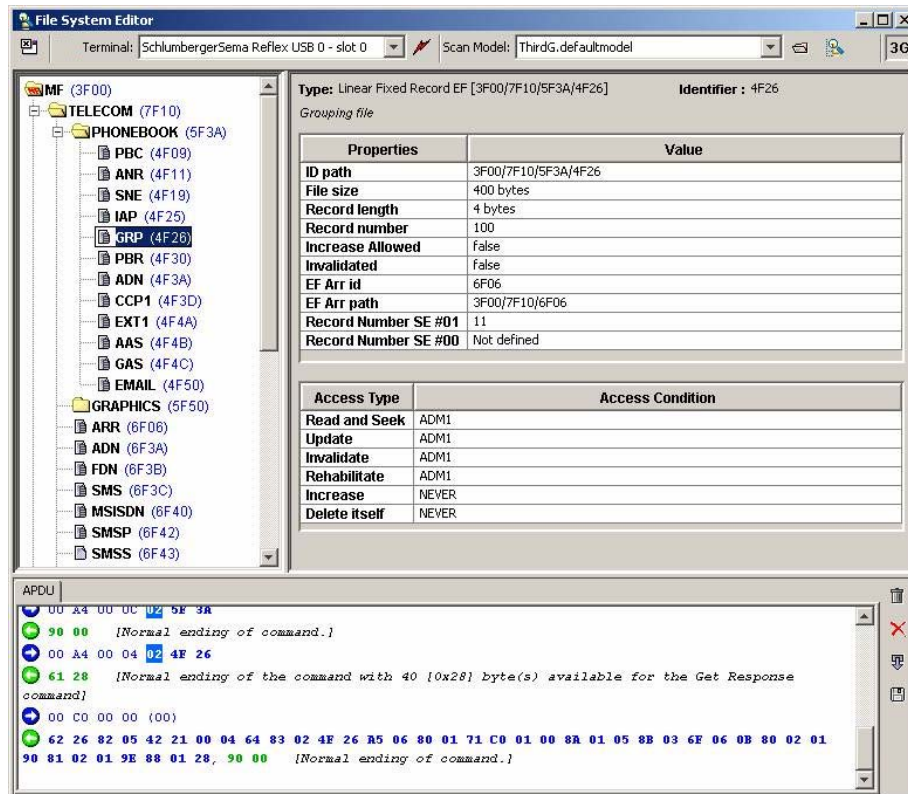 File System Editor
Terminal: SchlumbergerSema Reflex USB 0 - slot 0 Scan Model: ThirdG.defaultmodel 3G
MF (3F00)
TELECOM (7F10)
PHONEBOOK (5F3A)
PBC (4F09)
ANR (4F11)
SNE (4F19)
IAP (4F25)
GRP (4F26)
PBR (4F30)
ADN (4F3A)
CCP1 (4F3D)
EXT1 (4F4A)
AAS (4F4B)
GAS (4F4C)
EMAIL (4F50)
GRAPHICS (5F50)
ARR (6F06)
ADN (6F3A)
FDN (6F3B)
SMS (6F3C)
MSISDN (6F40)
SMSP (6F42)
SMSS (6F43)
Type: Linear Fixed Record EF [3F00/7F10/5F3A/4F26] Identifier : 4F26
Grouping file
Properties Value
ID path 3F00/7F10/5F3A/4F26
File size 400 bytes
Record length 4 bytes
Record number 100
Increase Allowed false
Invalidated false
EF Arr id 6F06
EF Arr path 3F00/7F10/6F06
Record Number SE #01 11
Record Number SE #00 Not defined
Access Type Access Condition
Read and Seek ADM1
Update ADM1
Invalidate ADM1
Rehabilitate ADM1
Increase NEVER
Delete itself NEVER
APDU
00 A4 00 0C 02 5F 3A
90 00 [Normal ending of command.]
00 A4 00 04 02 4F 26
61 28 [Normal ending of the command with 40 [0x28] byte(s) available for the Get Response
command]
00 C0 00 00 (00)
62 26 82 05 42 21 00 04 64 83 02 4F 26 A5 06 80 01 71 C0 01 00 8A 01 05 8B 03 6F 06 0B 80 02 01
90 81 02 01 9E 88 01 28, 90 00 [Normal ending of command.]